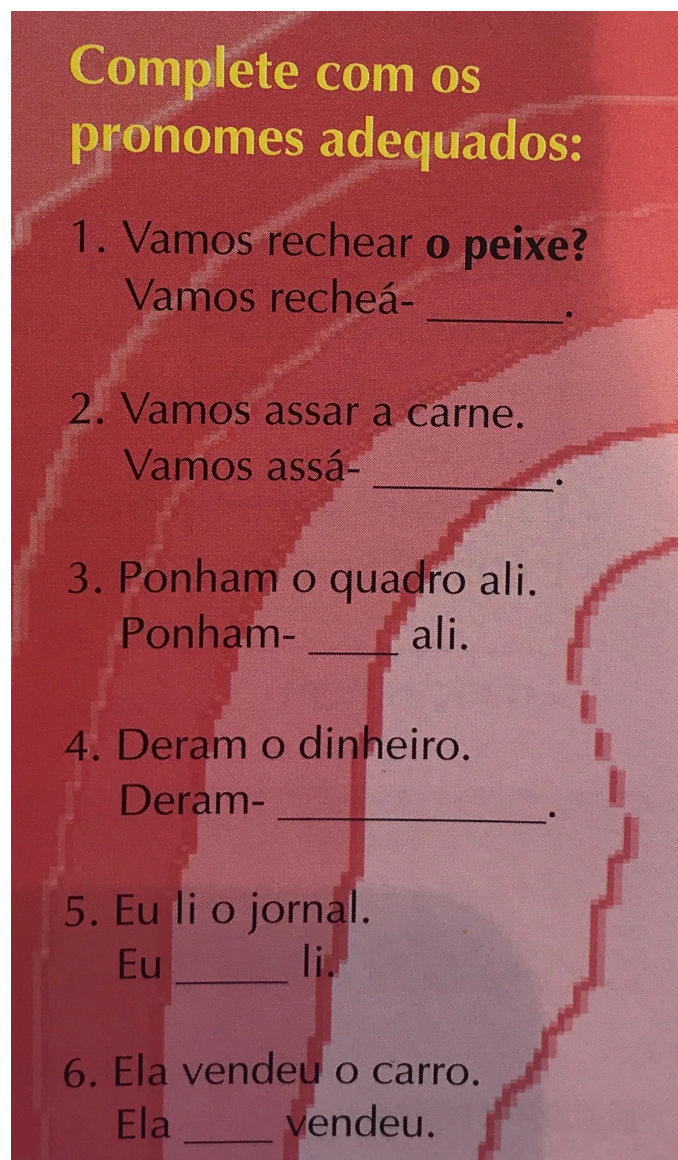 Complete com os
pronomes adequados:
1. Vamos rechear o peixe?
Vamos recheá- ______.
2. Vamos assar a carne.
Vamos assá- ________.
3. Ponham o quadro ali.
Ponham- ____ ali.
4. Deram o dinheiro.
Deram- ____________.
5. Eu li o jornal.
Eu _____ li.
6. Ela vendeu o carro.
Ela ____ vendeu.